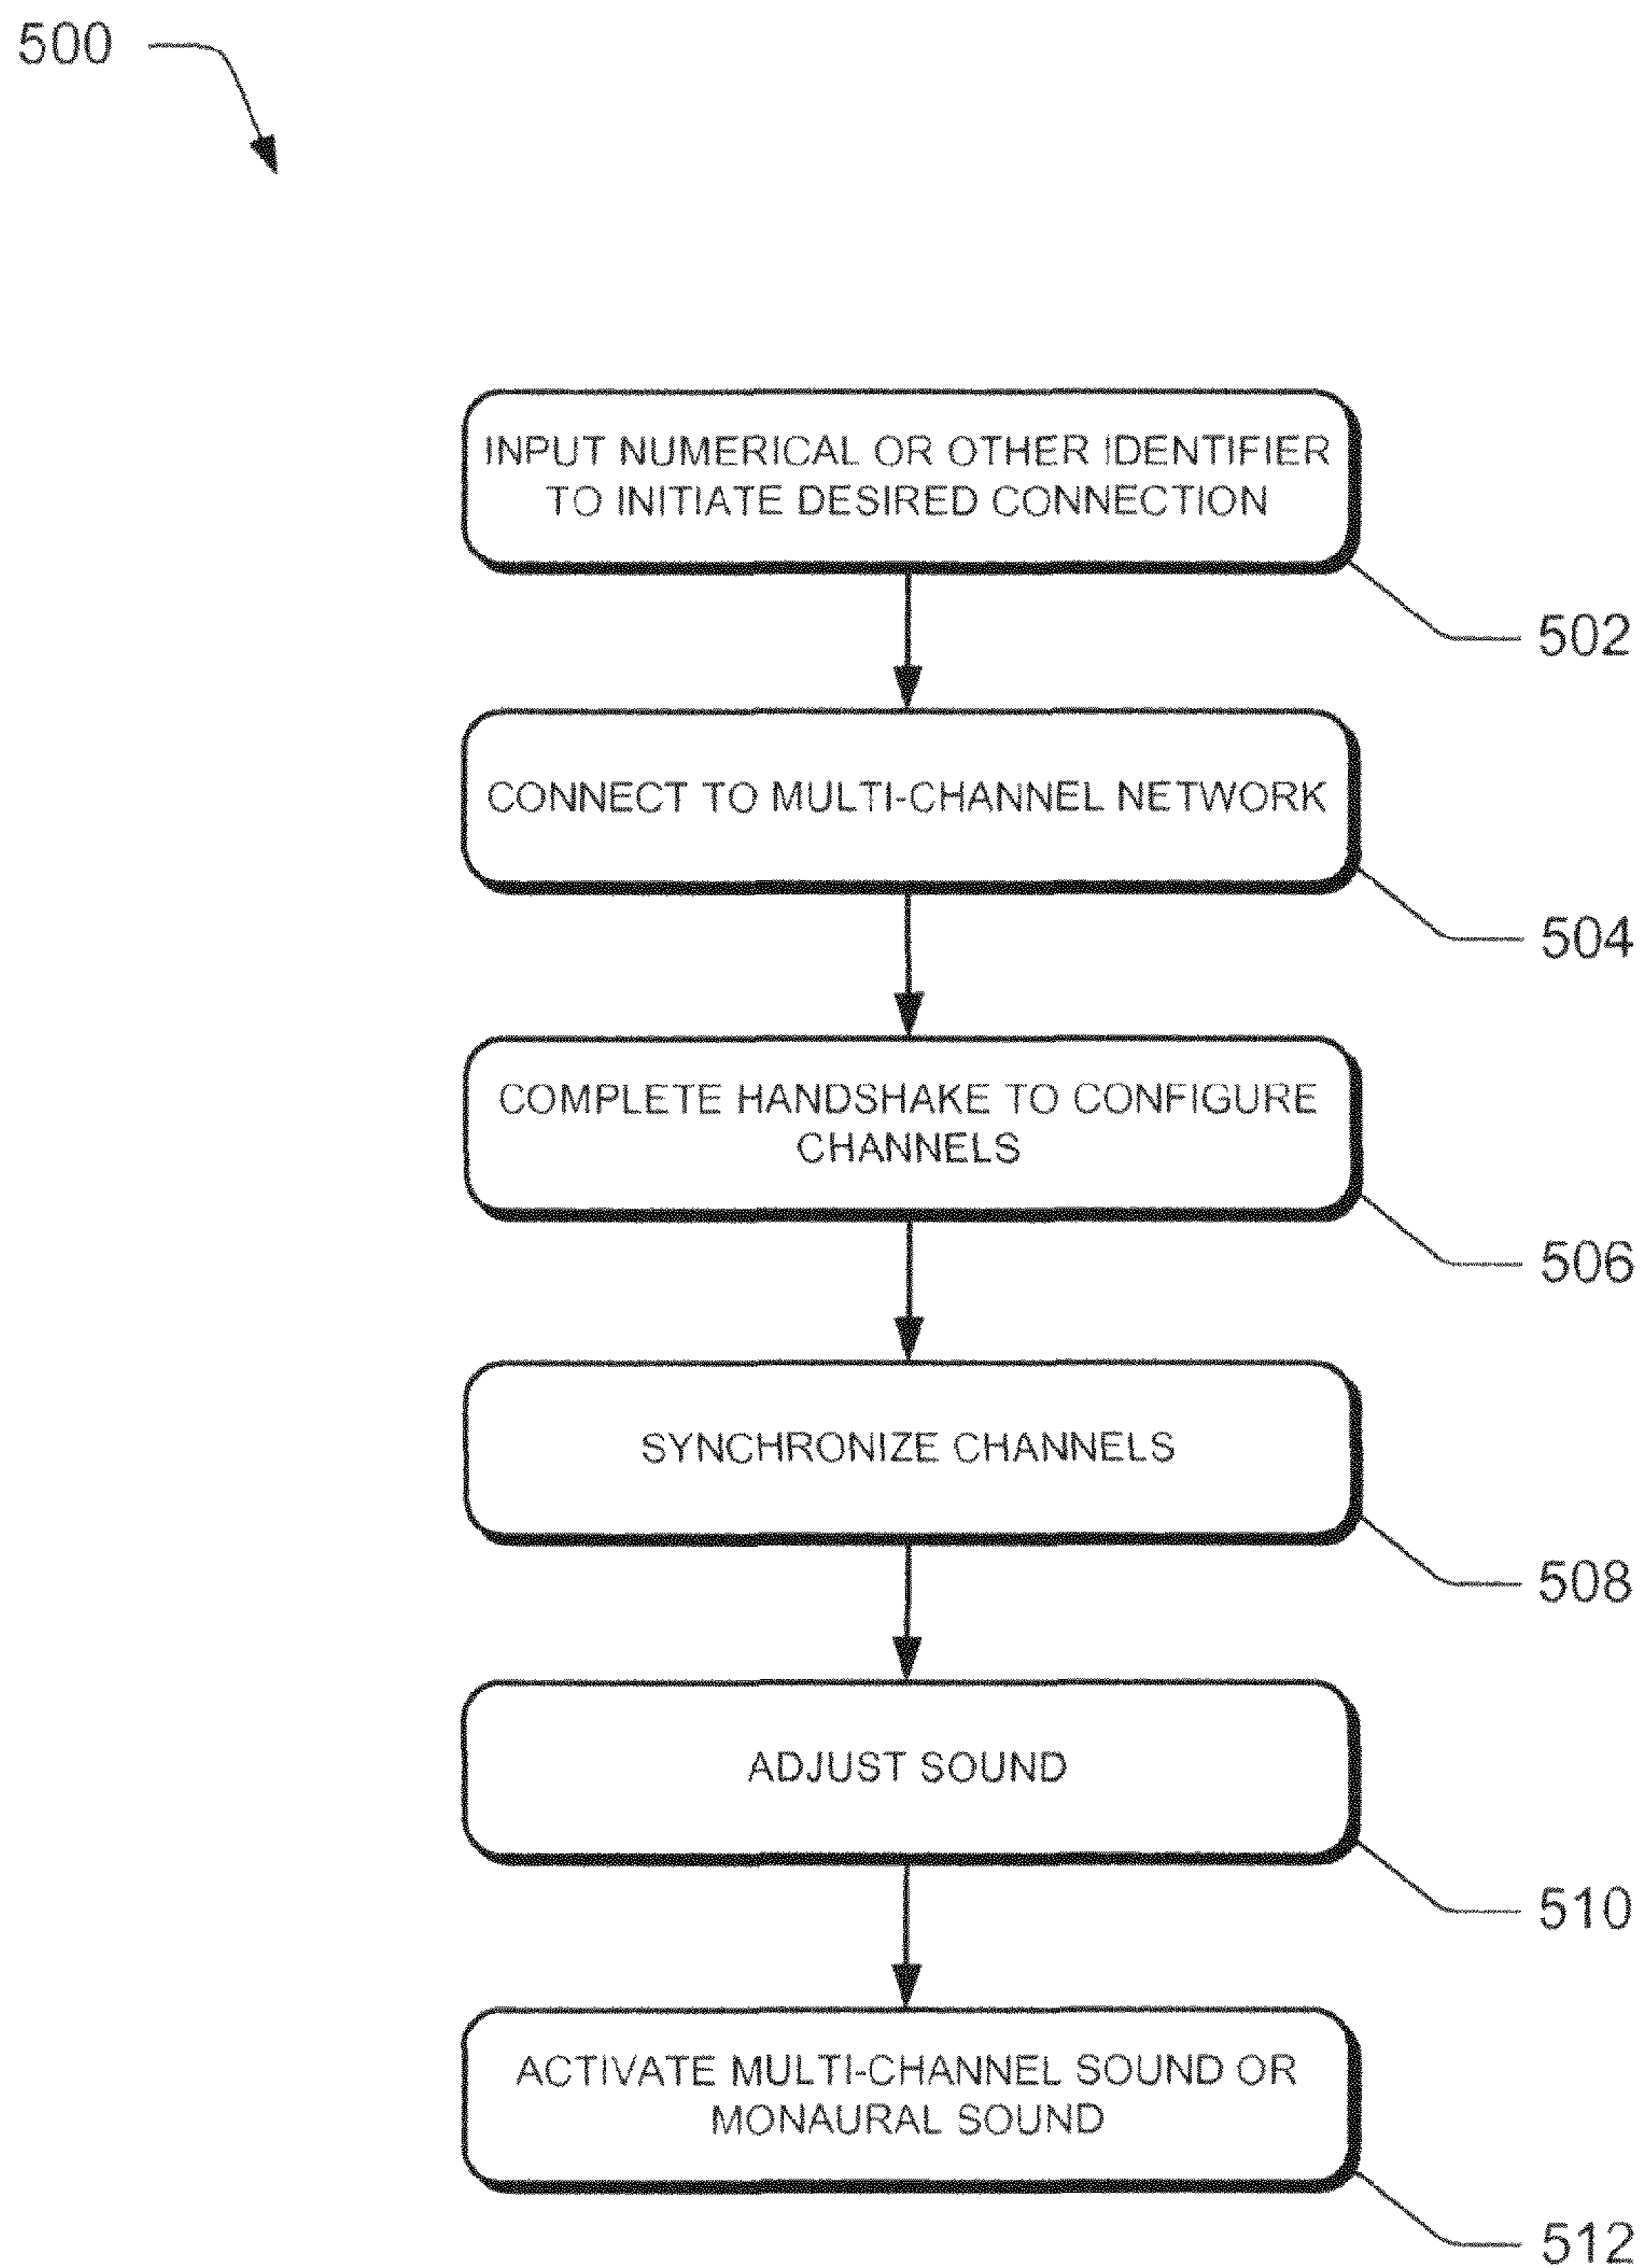 500
INPUT NUMERICAL OR OTHER IDENTIFIER
TO INITIATE DESIRED CONNECTION
502
CONNECT TO MULTI-CHANNEL NETWORK
504
COMPLETE HANDSHAKE TO CONFIGURE
CHANNELS
506
SYNCHRONIZE CHANNELS
508
ADJUST SOUND
510
ACTIVATE MULTI-CHANNEL SOUND OR
MONAURAL SOUND
512